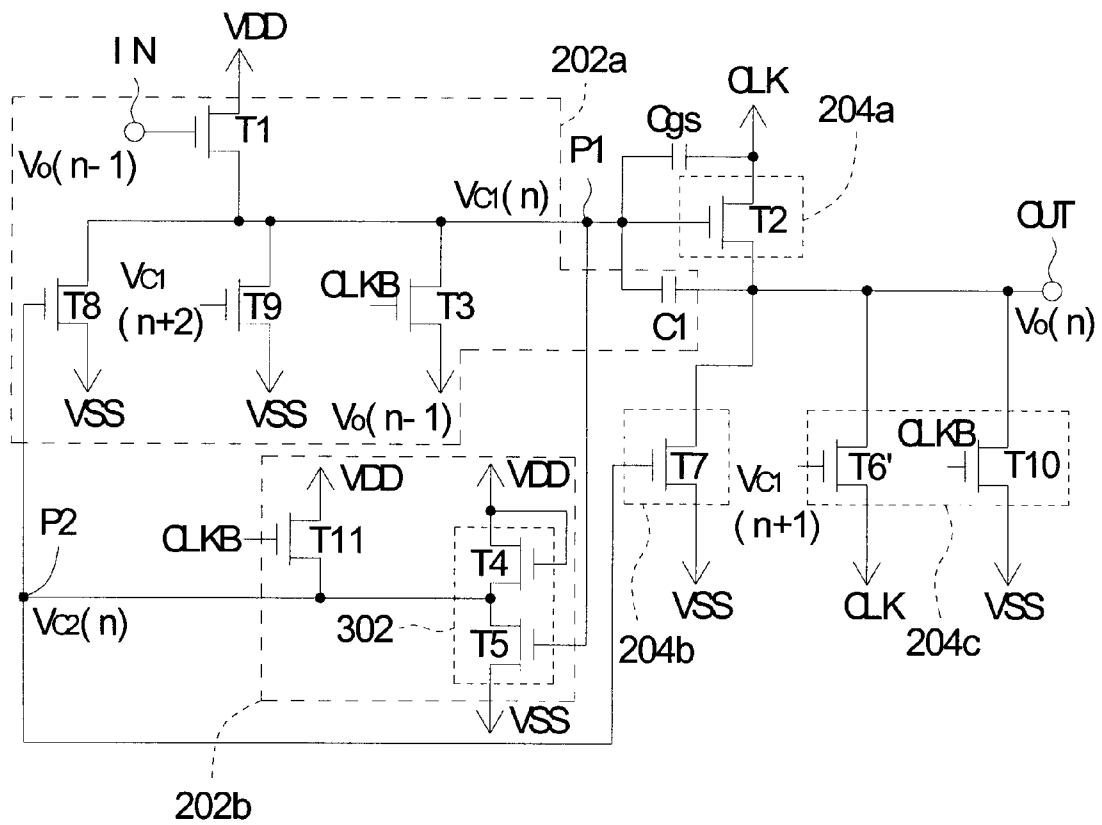 IN
VDD
202a
CLK
204a
Cgs
P1
T1
Vo(n-1)
VC1(n)
T2
OUT
T8
VC1
(n+2)
T9
CLKB
T3
C1
Vo(n)
VSS
VSS
Vo(n-1)
T7
VC1
(n+1)
T6'
CLKB
T10
VDD
VDD
P2
CLKB
T11
T4
VC2(n)
302
T5
VSS
204b
CLK
VSS
204c
VSS
202b